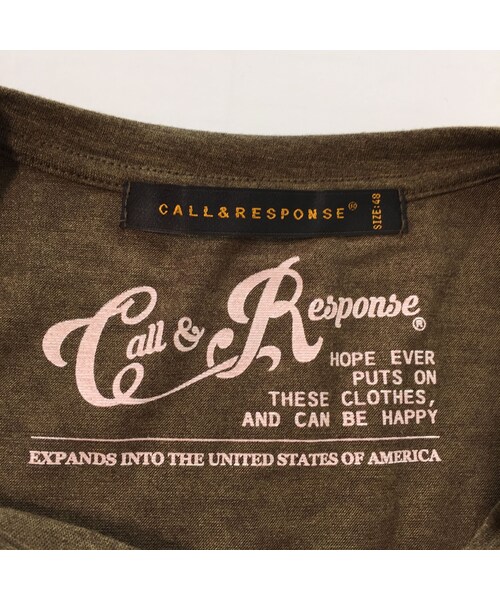 CALL&RESPONSE®
SIZE:48
Call & Response®
HOPE EVER
PUTS ON
THESE CLOTHES,
AND CAN BE HAPPY
EXPANDS INTO THE UNITED STATES OF AMERICA